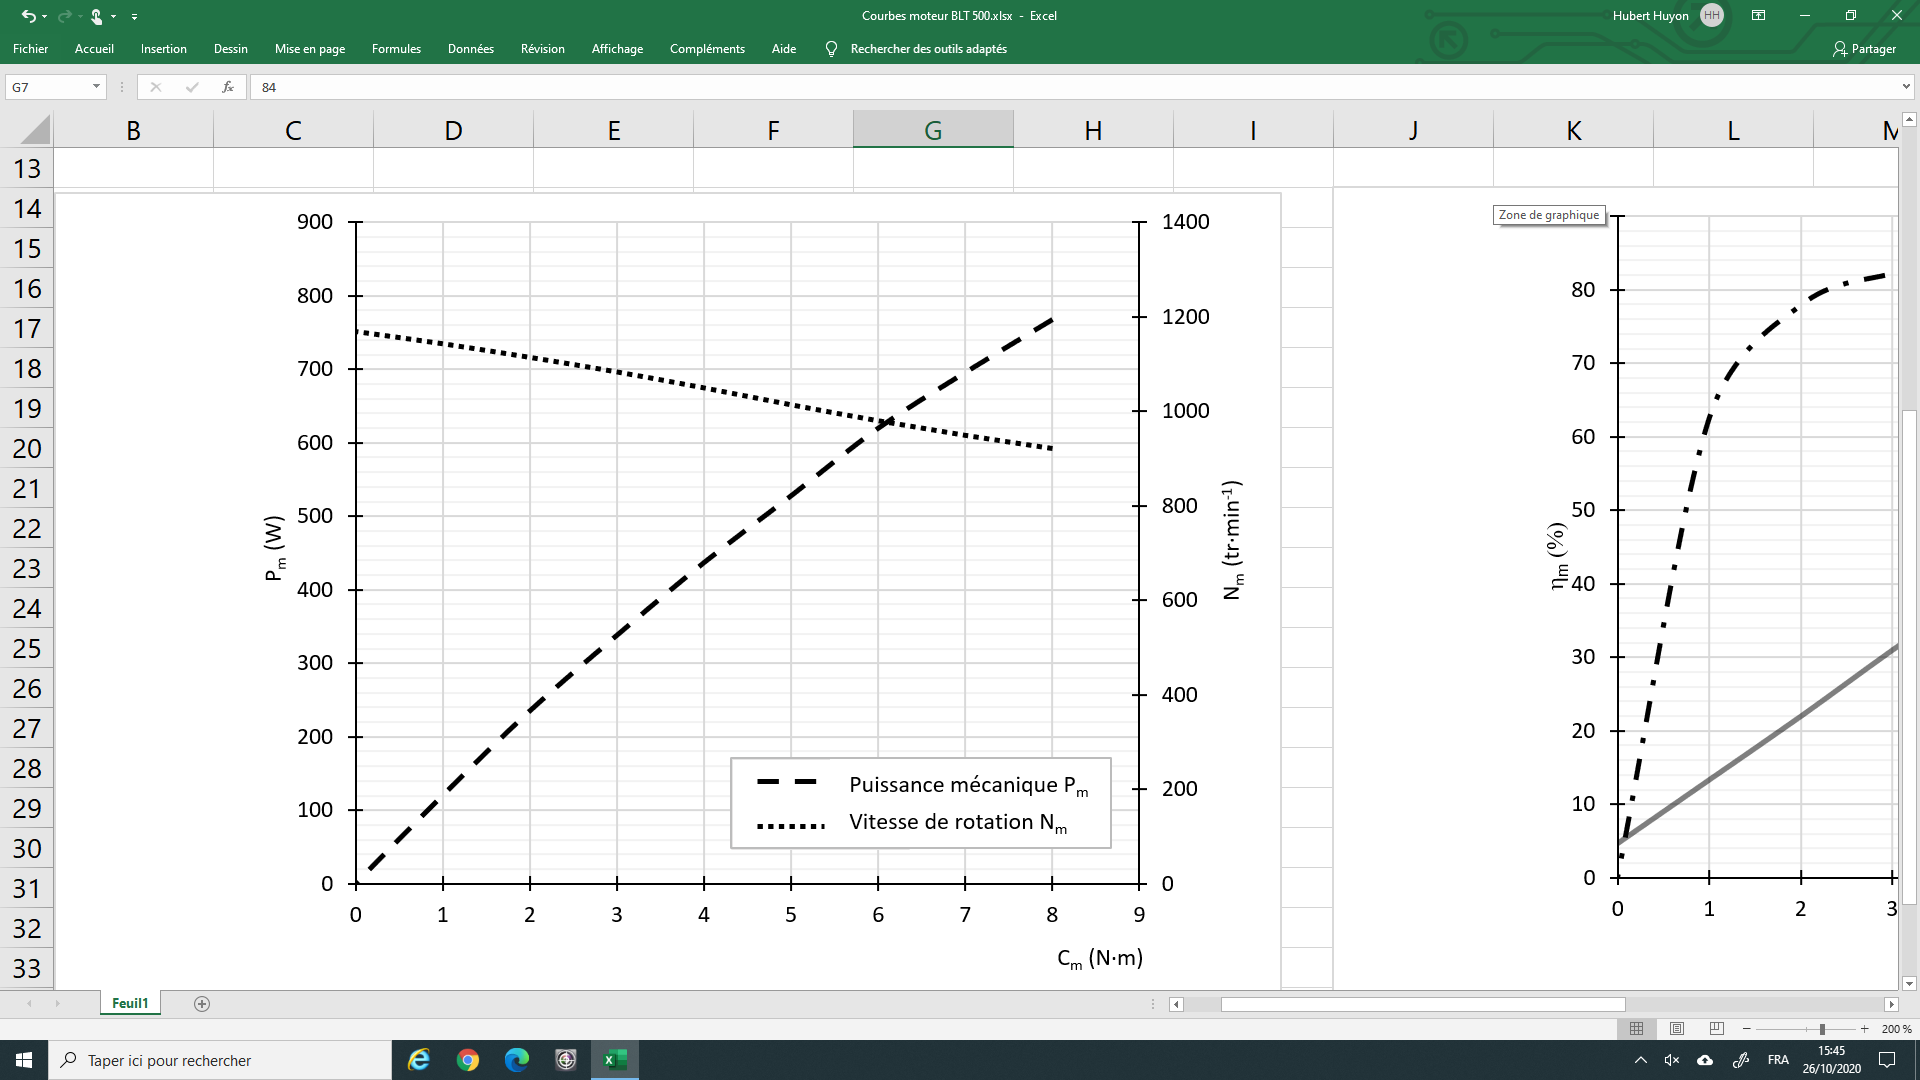 Courbes moteur BLT 500.xlsx - Excel
Hubert Huyon
HH
Fichier Accueil Insertion Dessin Mise en page Formules Données Révision Affichage Compléments Aide Rechercher des outils adaptés
Partager
G7
fx
84
B C D E F G H I J K L M
13
14
15
16
17
18
19
20
21
22
23
24
25
26
27
28
29
30
31
32
33
900
800
700
600
500
400
300
200
100
0
Pm (W)
1400
1200
1000
800
600
400
200
0
Nm (tr·min-1)
Puissance mécanique Pm
Vitesse de rotation Nm
0 1 2 3 4 5 6 7 8 9
Cm (N·m)
Zone de graphique
80
70
60
50
40
30
20
10
0
ηm (%)
0 1 2 3
Feuil1
200 %
Taper ici pour rechercher
FRA
15:45
26/10/2020